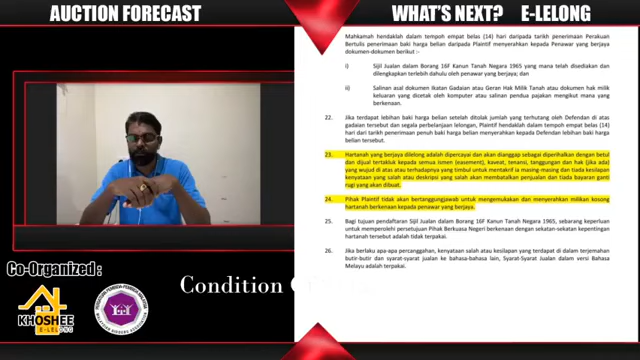 AUCTION FORECAST
WHAT'S NEXT? E-LELONG
Mahkamah hendaklah dalam tempoh empat belas (14) hari daripada tarikh penerimaan Perakuan
Bertulis penerimaan baki harga belian daripada Plaintif menyerahkan kepada Penawar yang berjaya
dokumen-dokumen berikut :-
i) Sijil Jualan dalam Borang 16F Kanun Tanah Negara 1965 yang mana telah disediakan dan
dilengkapkan terlebih dahulu oleh penawar yang berjaya; dan
ii) Salinan asal dokumen Ikatan Gadaian atau Geran Hak Milik Tanah atau dokumen hak milik
keluaran yang dicetak oleh komputer atau salinan pendua pajakan mengikut mana yang
berkenaan.
22. Jika terdapat lebihan baki harga belian setelah ditolak jumlah yang terhutang oleh Defendan di atas
gadaian tersebut dan segala perbelanjaan lelongan, Plaintif hendaklah dalam tempoh empat belas (14)
hari dari tarikh penerimaan penuh baki harga belian menyerahkan kepada Defendan lebihan baki harga
belian tersebut.
23. Hartanah yang berjaya dilelong adalah dipercayai dan akan dianggap sebagai diperihalkan dengan betul
dan dijual tertakluk kepada semua ismen (easement), kaveat, tenansi, tanggungan dan hak (jika ada)
yang wujud di atas atau terhadapnya yang timbul untuk mentakrif ia masing-masing dan tiada kesilapan
kenyataan yang salah atau deskripsi yang salah akan membatalkan penjualan dan tiada bayaran ganti
rugi yang akan dibuat.
24. Pihak Plaintif tidak akan bertanggungjawab untuk mengemukakan dan menyerahkan milikan kosong
hartanah berkenaan kepada penawar yang berjaya.
25. Bagi tujuan pendaftaran Sijil Jualan dalam Borang 16F Kanun Tanah Negara 1965, sebarang keperluan
untuk memperolehi persetujuan Pihak Berkuasa Negeri berkenaan dengan sekatan-sekatan kepentingan
hartanah tersebut adalah tidak terpakai.
26. Jika berlaku apa-apa percanggahan, kenyataan salah atau kesilapan yang terdapat di dalam terjemahan
butir-butir dan syarat-syarat jualan ke bahasa-bahasa lain, Syarat-Syarat Jualan dalam versi Bahasa
Melayu adalah terpakai.
Co-Organized :
Condition
KHOSHEE
E-LELONG